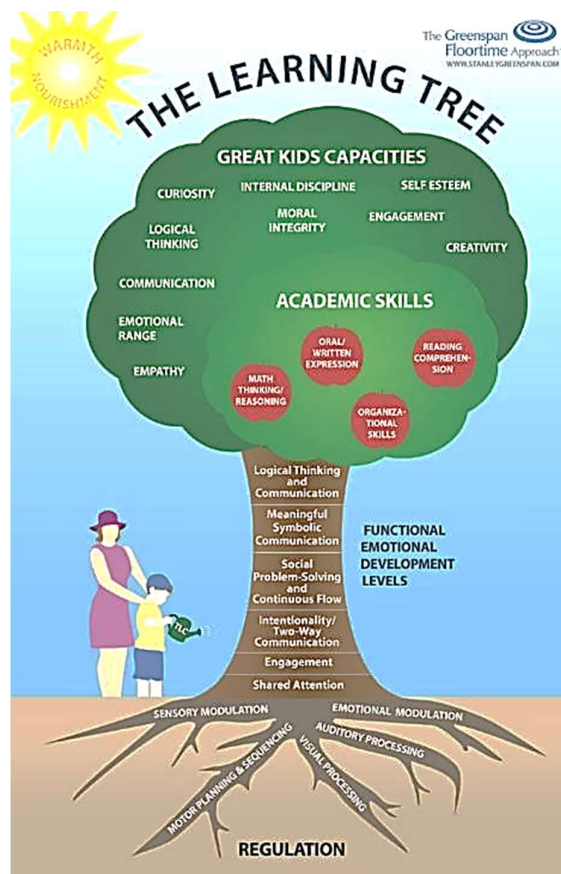 WARMTH
NOURISHMENT
The Greenspan
Floortime Approach
WWW.STANLEYGREENSPAN.COM
THE LEARNING TREE
GREAT KIDS CAPACITIES
CURIOSITY
INTERNAL DISCIPLINE
SELF ESTEEM
MORAL
INTEGRITY
ENGAGEMENT
LOGICAL
THINKING
CREATIVITY
COMMUNICATION
EMOTIONAL
RANGE
EMPATHY
ACADEMIC SKILLS
ORAL/
WRITTEN
EXPRESSION
READING
COMPREHEN-
SION
MATH
THINKING/
REASONING
ORGANIZA-
TIONAL
SKILLS
Logical Thinking
and
Communication
Meaningful
Symbolic
Communication
Social
Problem-Solving
and
Continuous Flow
Intentionality/
Two-Way
Communication
Engagement
Shared Attention
FUNCTIONAL
EMOTIONAL
DEVELOPMENT
LEVELS
TLC
SENSORY MODULATION
EMOTIONAL MODULATION
MOTOR PLANNING & SEQUENCING
VISUAL PROCESSING
AUDITORY PROCESSING
REGULATION